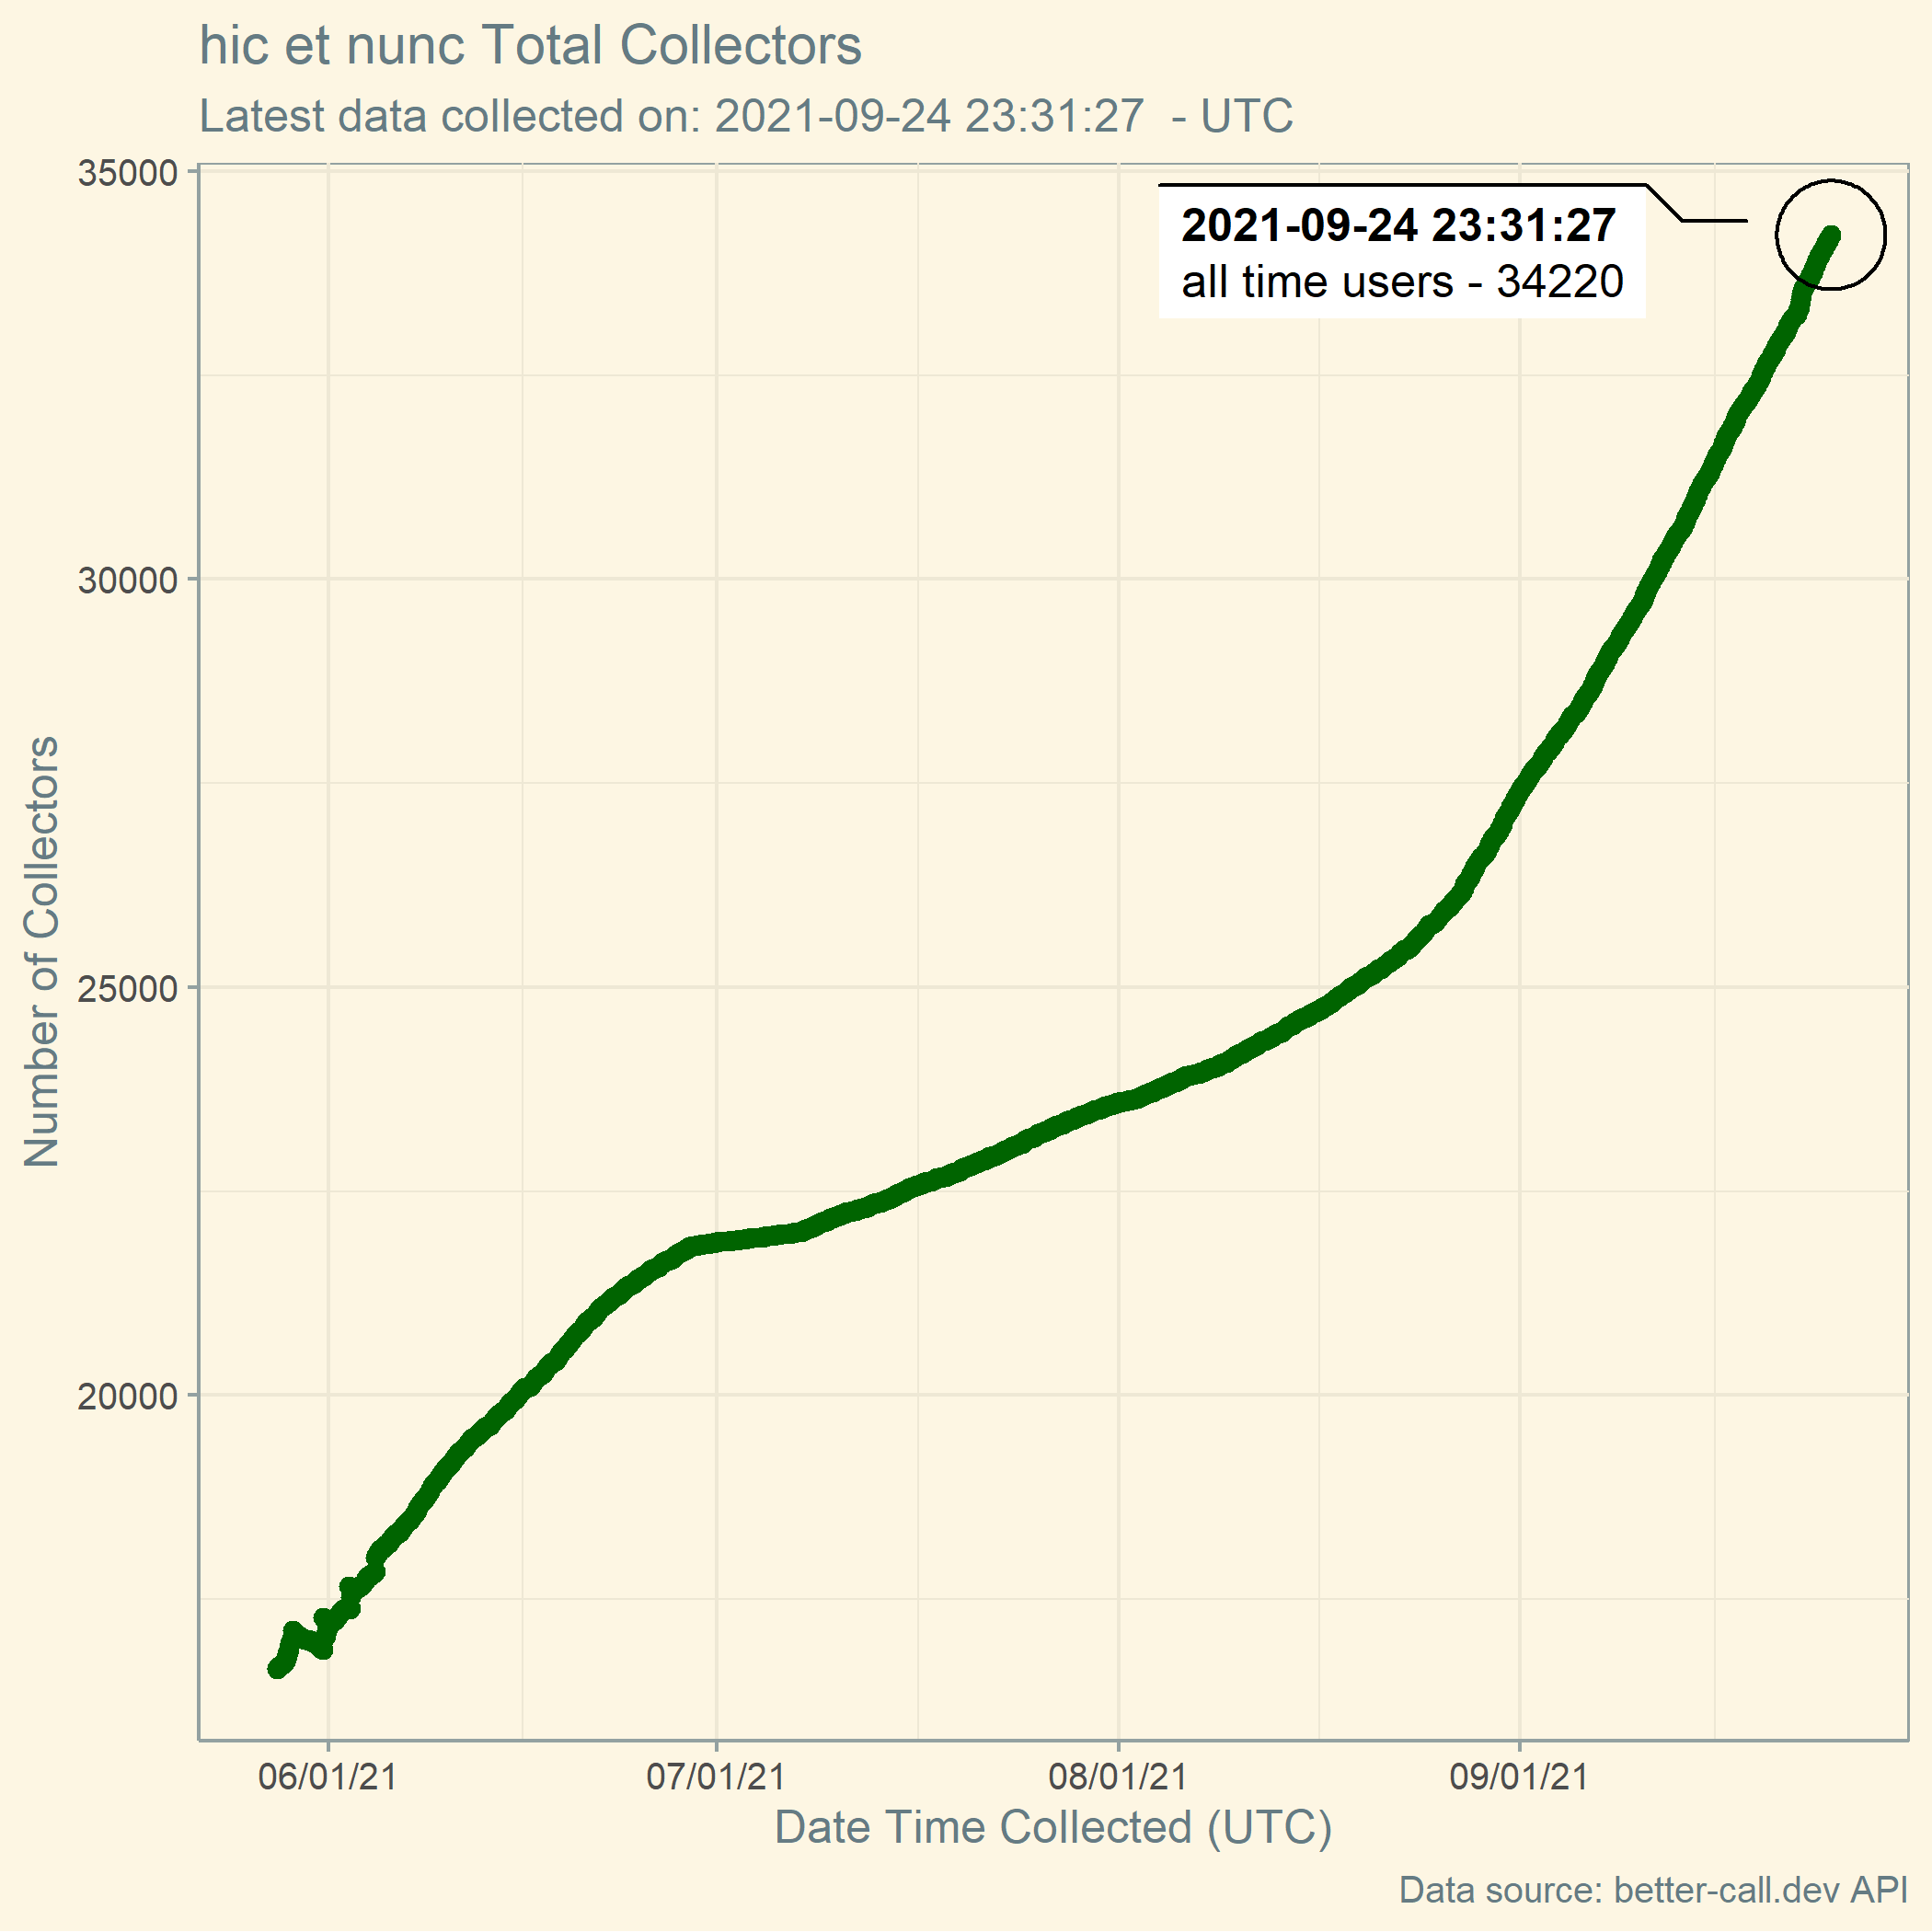 hic et nunc Total Collectors
Latest data collected on: 2021-09-24 23:31:27  - UTC
35000
2021-09-24 23:31:27
all time users - 34220
30000
Number of Collectors
25000
20000
06/01/21 07/01/21 08/01/21 09/01/21
Date Time Collected (UTC)
Data source: better-call.dev API